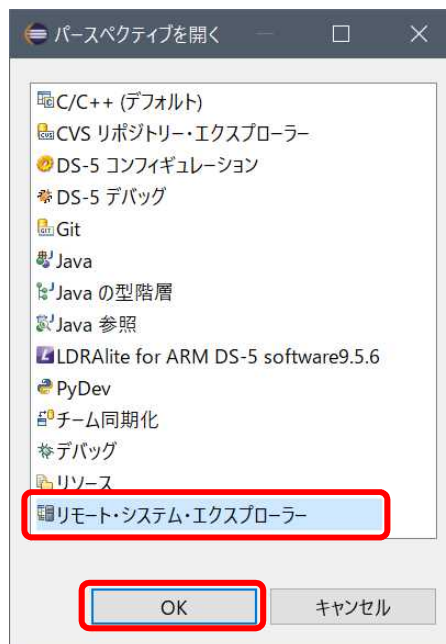 パースペクティブを開く
C/C++ (デフォルト)
CVS リポジトリー・エクスプローラー
DS-5 コンフィギュレーション
DS-5 デバッグ
Git
Java
Java の型階層
Java 参照
LDRAlite for ARM DS-5 software9.5.6
PyDev
チーム同期化
デバッグ
リソース
リモート・システム・エクスプローラー
OK
キャンセル